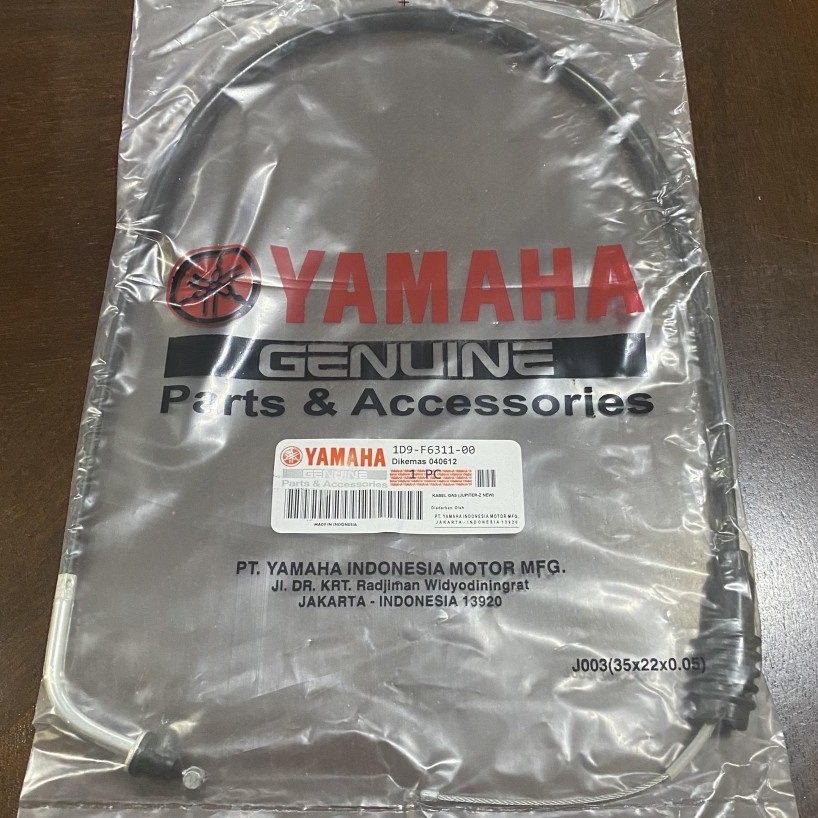 YAMAHA
GENUINE
Parts & Accessories
YAMAHA
1D9-F6311-00
Dikemas 040612
GENUINE
1 PC
Parts & Accessories
KABEL GAS (JUPITER-Z NEW)
Diedarkan Oleh
PT. YAMAHA INDONESIA MOTOR MFG.
JAKARTA - INDONESIA 13920
MADE IN INDONESIA
PT. YAMAHA INDONESIA MOTOR MFG.
Jl. DR. KRT. Radjiman Widyodiningrat
JAKARTA - INDONESIA 13920
J003(35x22x0.05)